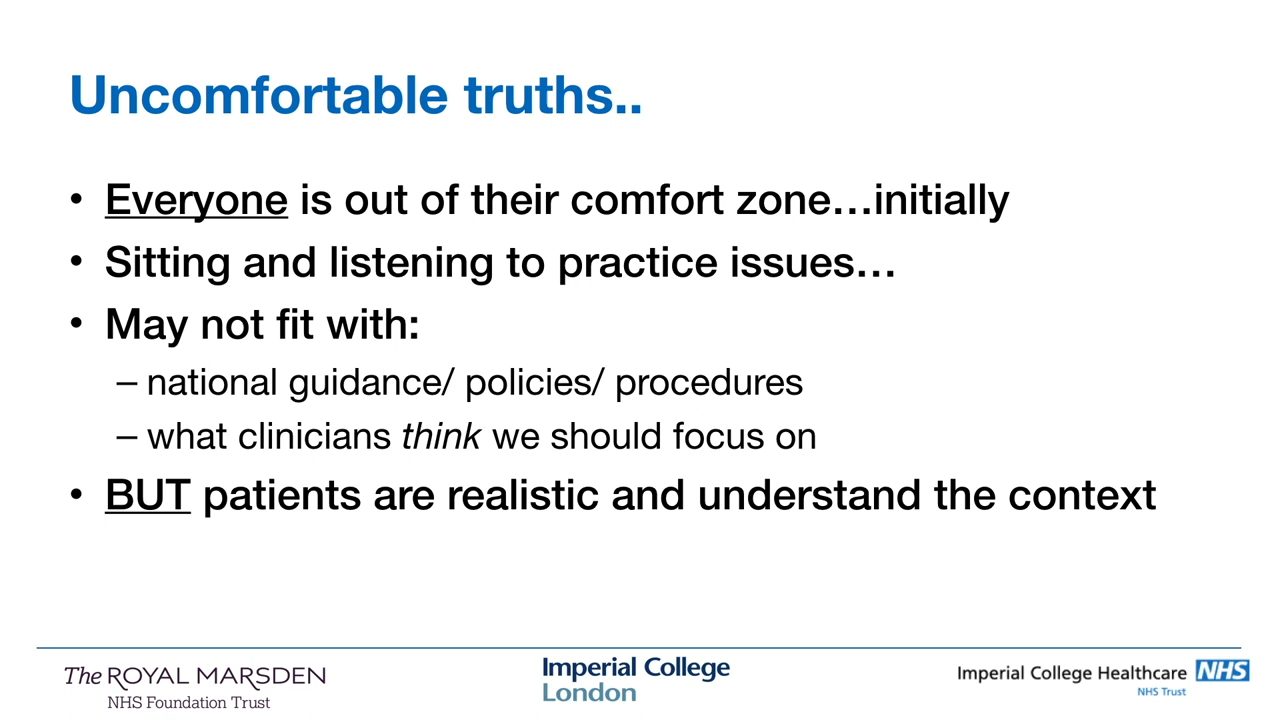 Uncomfortable truths..
• Everyone is out of their comfort zone…initially
• Sitting and listening to practice issues…
• May not fit with:
– national guidance/ policies/ procedures
– what clinicians think we should focus on
• BUT patients are realistic and understand the context
The ROYAL MARSDEN
NHS Foundation Trust
Imperial College
London
Imperial College Healthcare NHS
NHS Trust